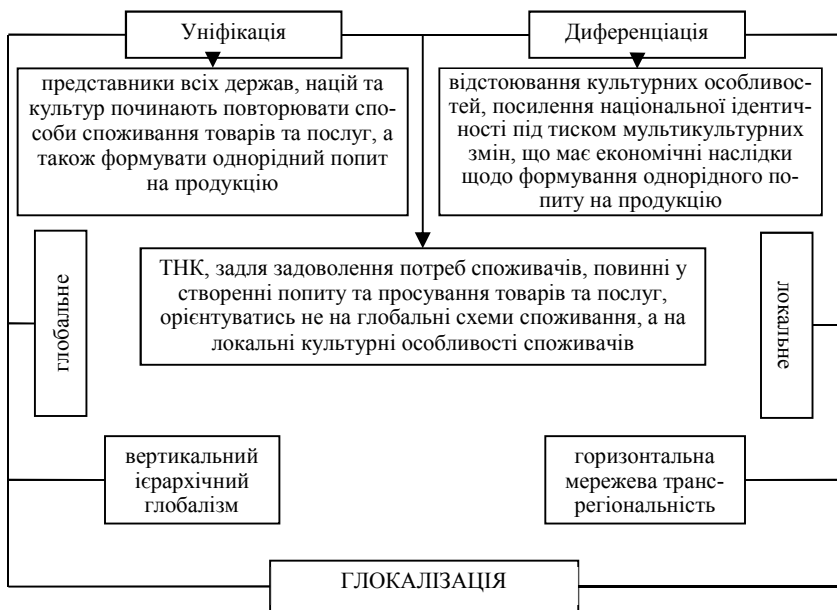 Уніфікація
Диференціація
представники всіх держав, націй та
культур починають повторювати спо-
соби споживання товарів та послуг, а
також формувати однорідний попит
на продукцію
відстоювання культурних особливос-
тей, посилення національної ідентич-
ності під тиском мультикультурних
змін, що має економічні наслідки
щодо формування однорідного по-
питу на продукцію
глобальне
ТНК, задля задоволення потреб споживачів, повинні у
створенні попиту та просування товарів та послуг,
орієнтуватись не на глобальні схеми споживання, а на
локальні культурні особливості споживачів
локальне
вертикальний
ієрархічний
глобалізм
горизонтальна
мережева транс-
регіональність
ГЛОКАЛІЗАЦІЯ